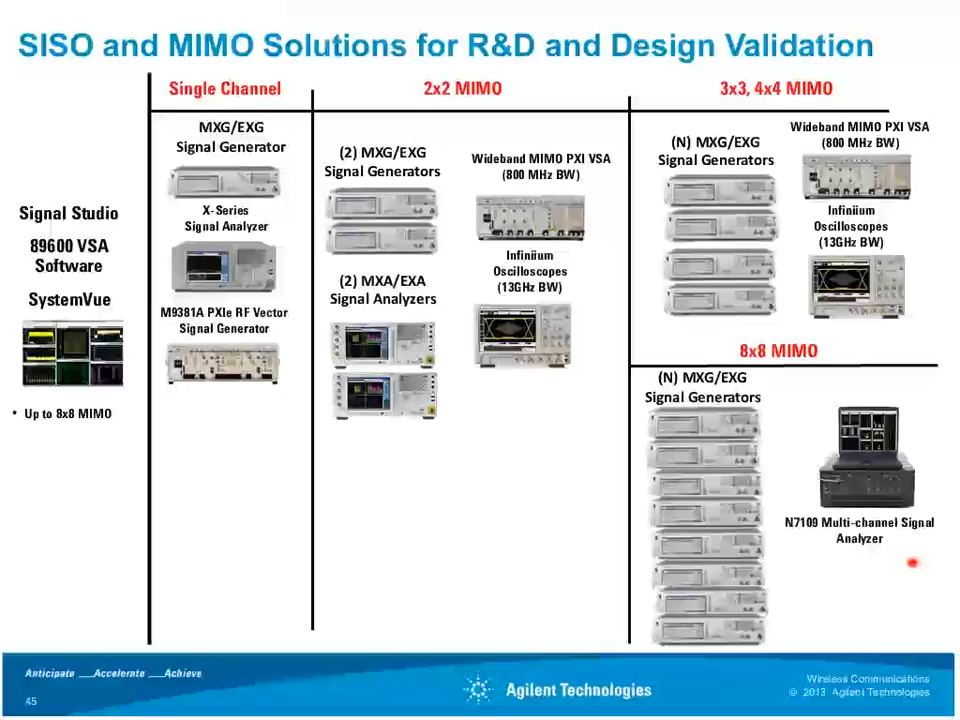 SISO and MIMO Solutions for R&D and Design Validation
Signal Studio
89600 VSA
Software
SystemVue
• Up to 8x8 MIMO
Single Channel
MXG/EXG
Signal Generator
X-Series
Signal Analyzer
M9381A PXIe RF Vector
Signal Generator
2x2 MIMO
(2) MXG/EXG
Signal Generators
(2) MXA/EXA
Signal Analyzers
Wideband MIMO PXI VSA
(800 MHz BW)
Infiniium
Oscilloscopes
(13GHz BW)
3x3, 4x4 MIMO
(N) MXG/EXG
Signal Generators
Wideband MIMO PXI VSA
(800 MHz BW)
Infiniium
Oscilloscopes
(13GHz BW)
8x8 MIMO
(N) MXG/EXG
Signal Generators
N7109 Multi-channel Signal
Analyzer
Anticipate __Accelerate __Achieve
45
Agilent Technologies
Wireless Communications
© 2013 Agilent Technologies